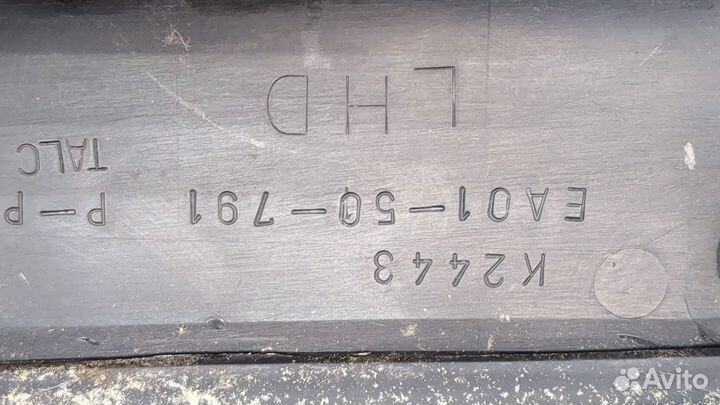 K2443
EA01-50-791 P-P
TALC
LHD
Avito